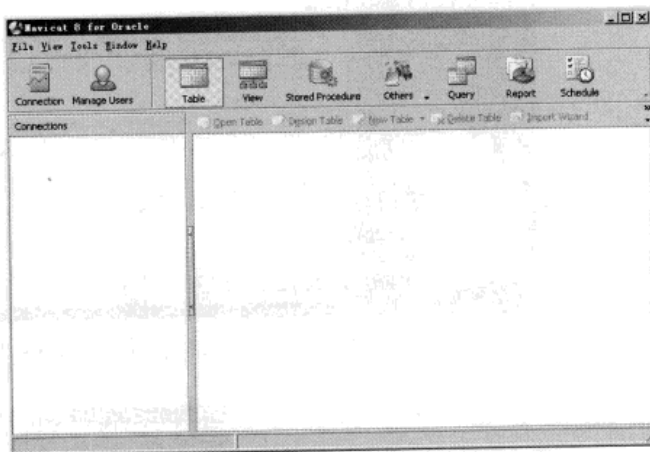 Navicat 8 for Oracle
File View Tools Window Help
Connection Manage Users Table View Stored Procedure Others Query Report Schedule
Connections
Open Table Design Table New Table Delete Table Import Wizard